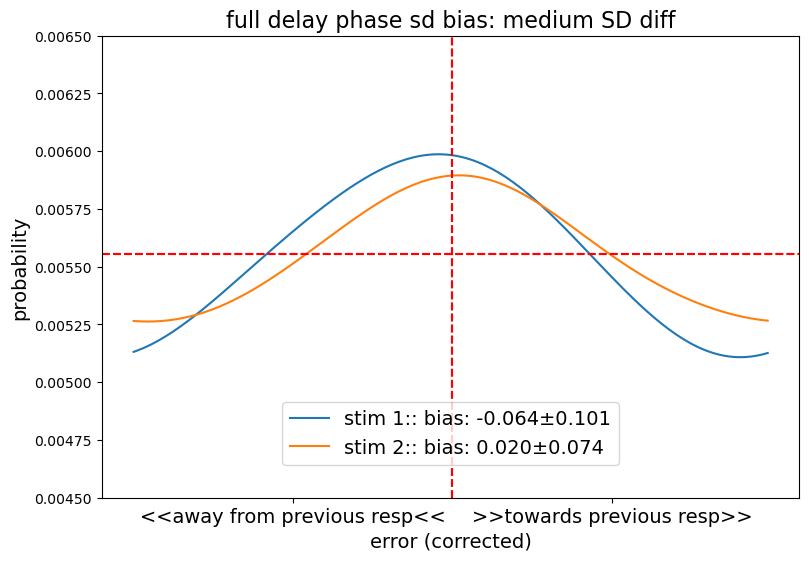 full delay phase sd bias: medium SD diff
0.00650
0.00625
0.00600
0.00575
0.00550
0.00525
0.00500
0.00475
0.00450
probability
stim 1:: bias: -0.064±0.101
stim 2:: bias: 0.020±0.074
<<away from previous resp<< >>towards previous resp>>
error (corrected)